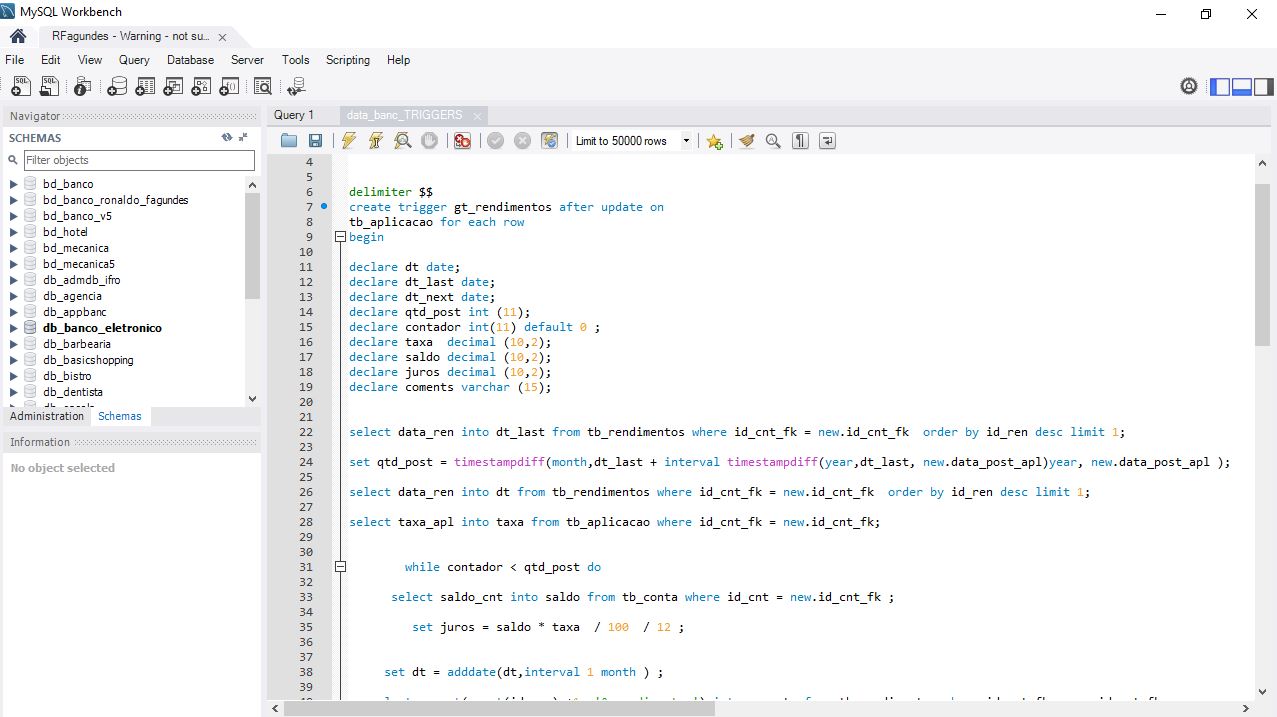 MySQL Workbench
RFagundes - Warning - not su...
File Edit View Query Database Server Tools Scripting Help
Navigator
SCHEMAS
Filter objects
bd_banco
bd_banco_ronaldo_fagundes
bd_banco_v5
bd_hotel
bd_mecanica
bd_mecanica5
db_admdb_ifro
db_agencia
db_appbanc
db_banco_eletronico
db_barbearia
db_basicshopping
db_bistro
db_dentista
Administration Schemas
Information
No object selected
Query 1 data_banc_TRIGGERS
Limit to 50000 rows
4
5
6 delimiter $$
7 create trigger gt_rendimentos after update on
8 tb_aplicacao for each row
9 begin
10
11 declare dt date;
12 declare dt_last date;
13 declare dt_next date;
14 declare qtd_post int (11);
15 declare contador int(11) default 0 ;
16 declare taxa  decimal (10,2);
17 declare saldo decimal (10,2);
18 declare juros decimal (10,2);
19 declare coments varchar (15);
20
21
22 select data_ren into dt_last from tb_rendimentos where id_cnt_fk = new.id_cnt_fk  order by id_ren desc limit 1;
23
24 set qtd_post = timestampdiff(month,dt_last + interval timestampdiff(year,dt_last, new.data_post_apl)year, new.data_post_apl );
25
26 select data_ren into dt from tb_rendimentos where id_cnt_fk = new.id_cnt_fk  order by id_ren desc limit 1;
27
28 select taxa_apl into taxa from tb_aplicacao where id_cnt_fk = new.id_cnt_fk;
29
30
31 while contador < qtd_post do
32
33 select saldo_cnt into saldo from tb_conta where id_cnt = new.id_cnt_fk ;
34
35 set juros = saldo * taxa  / 100  / 12 ;
36
37
38 set dt = adddate(dt,interval 1 month ) ;
39